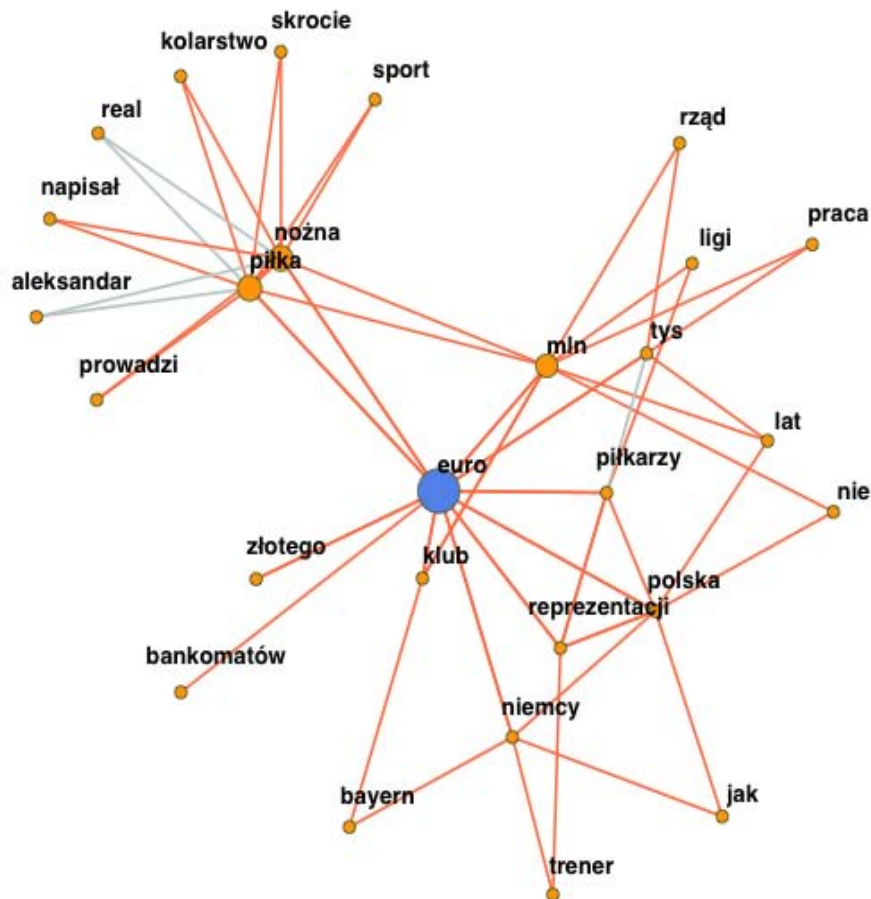 skrocie
kolarstwo
sport
real
rząd
napisał
praca
nożna
ligi
piłka
aleksandar
tys
mln
prowadzi
lat
euro
piłkarzy
nie
złotego
klub
polska
reprezentacji
bankomatów
niemcy
bayern
jak
trener